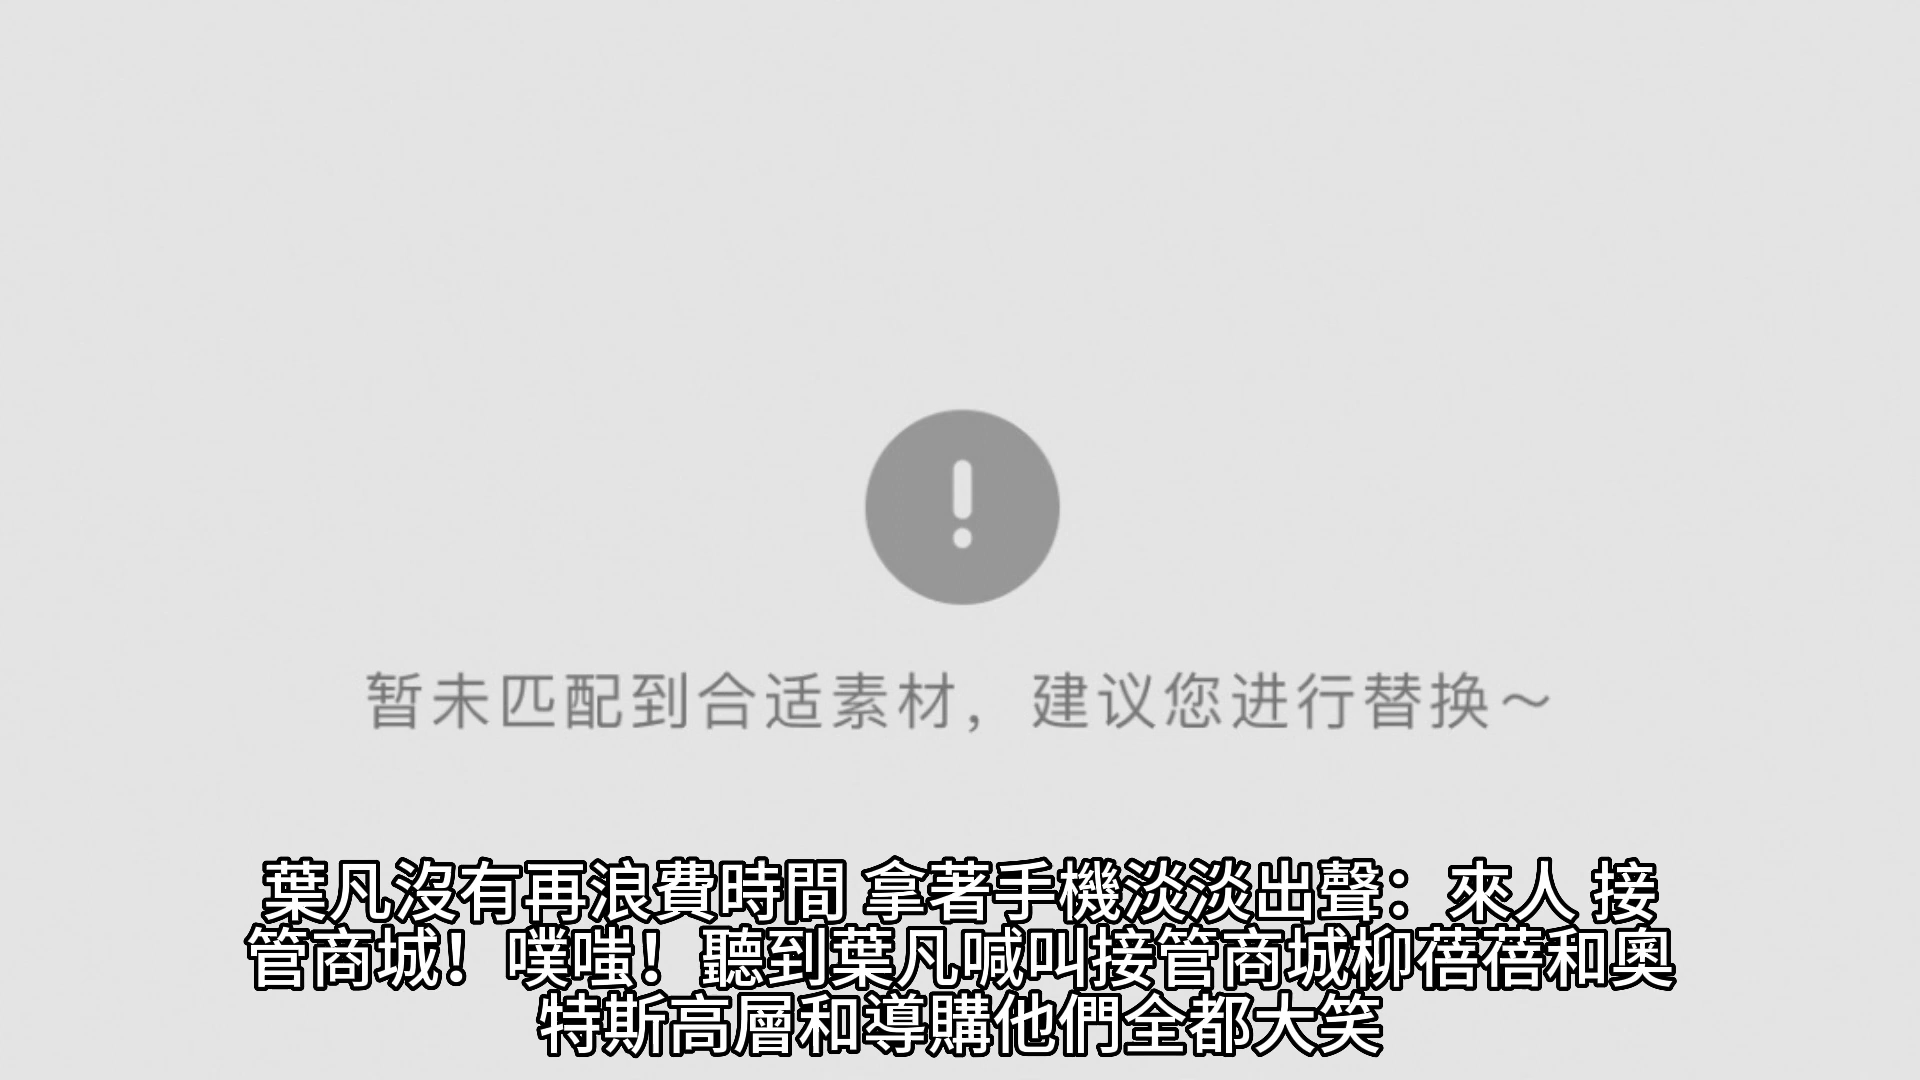 暂未匹配到合适素材，建议您进行替换～
葉凡沒有再浪費時間 拿著手機淡淡出聲：來人 接
管商城！噗嗤！聽到葉凡喊叫接管商城柳蓓蓓和奧
特斯高層和導購他們全都大笑